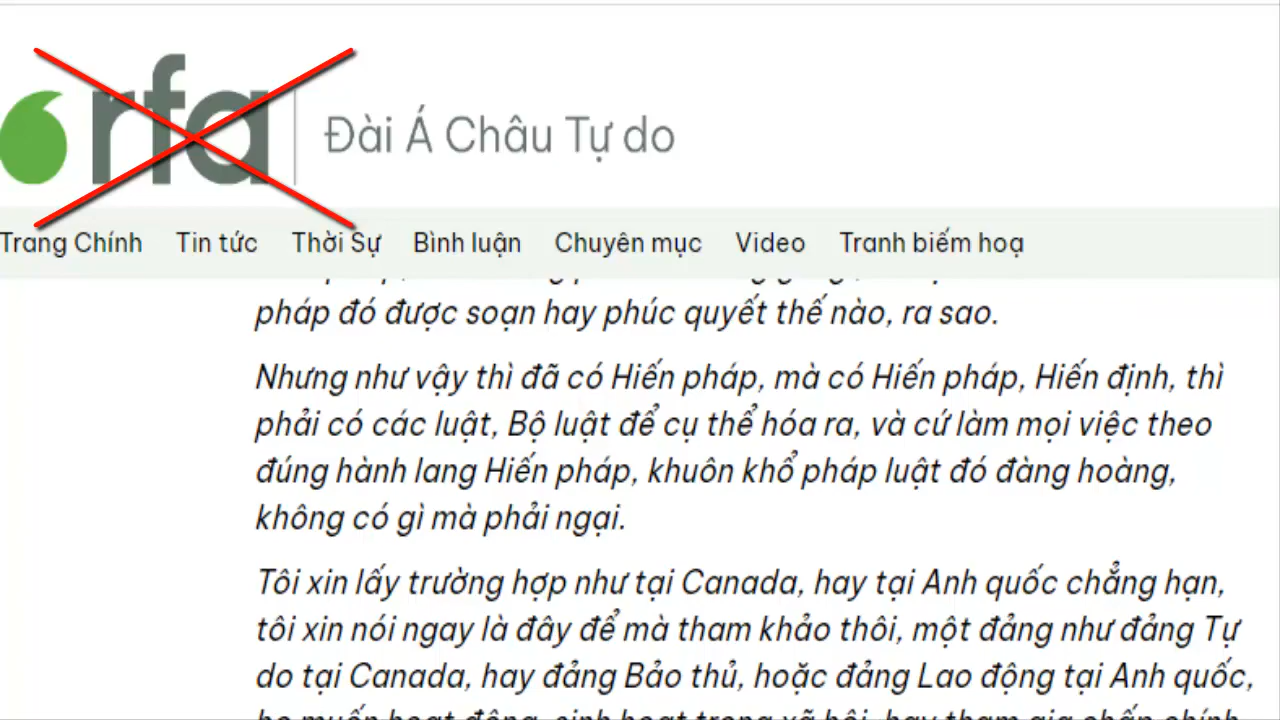 rfa
Đài Á Châu Tự do
Trang Chính Tin tức Thời Sự Bình luận Chuyên mục Video Tranh biếm hoạ
pháp đó được soạn hay phúc quyết thế nào, ra sao.
Nhưng như vậy thì đã có Hiến pháp, mà có Hiến pháp, Hiến định, thì
phải có các luật, Bộ luật để cụ thể hóa ra, và cứ làm mọi việc theo
đúng hành lang Hiến pháp, khuôn khổ pháp luật đó đàng hoàng,
không có gì mà phải ngại.
Tôi xin lấy trường hợp như tại Canada, hay tại Anh quốc chẳng hạn,
tôi xin nói ngay là đây để mà tham khảo thôi, một đảng như đảng Tự
do tại Canada, hay đảng Bảo thủ, hoặc đảng Lao động tại Anh quốc,